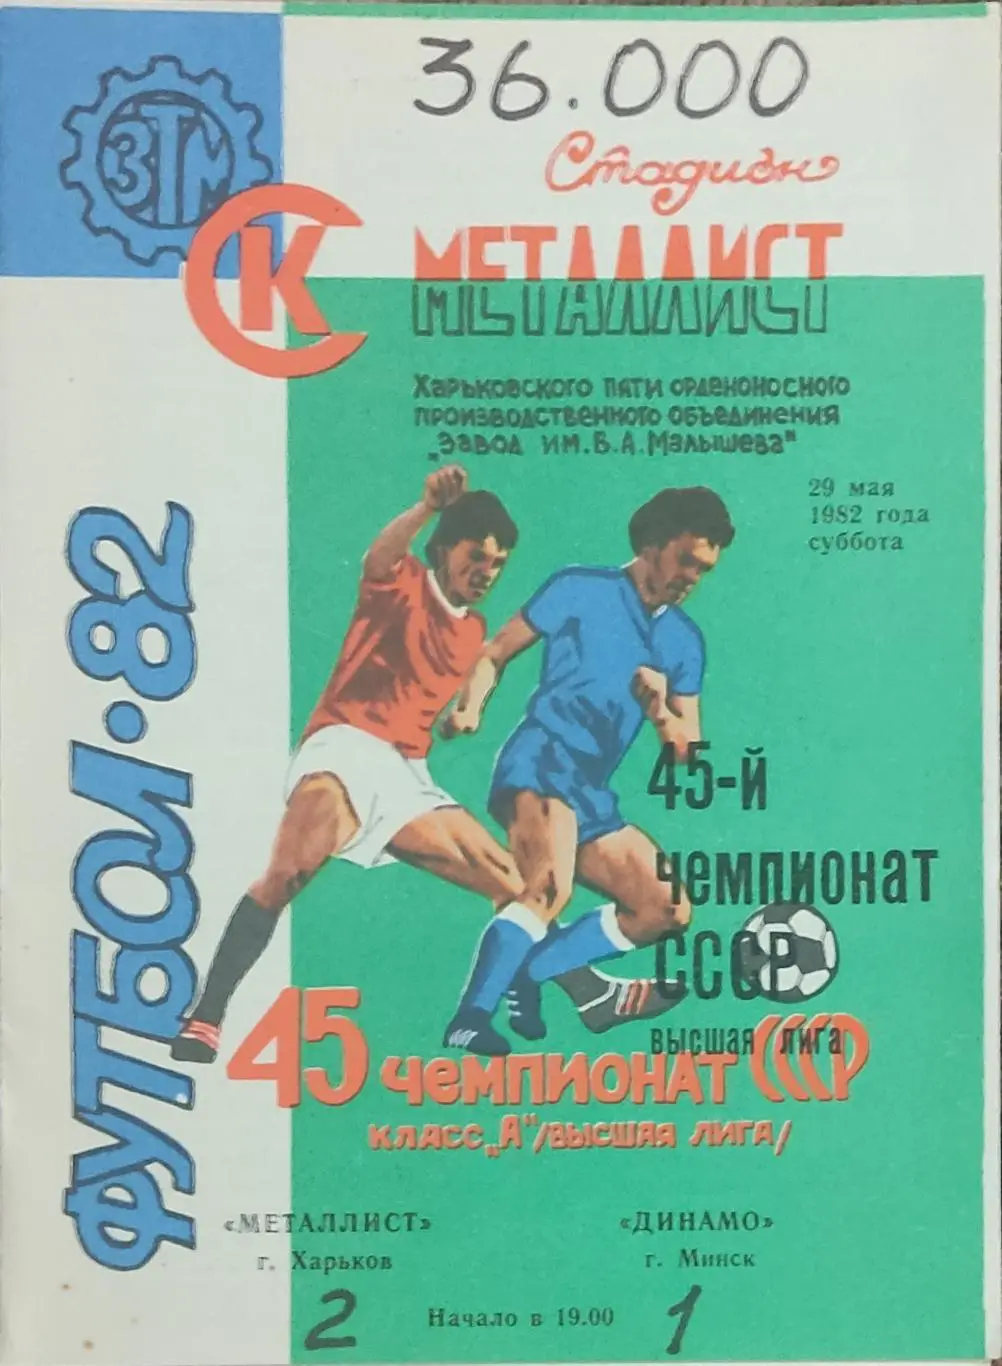 36.000
ЗТМ
СК
Стадион
МЕТАЛЛИСТ
МЕТАЛЛИСТ
Харьковского пяти орденоносного
производственного объединения
„Завод им. В.А. Малышева"
29 мая
1982 года
суббота
ФУТБОЛ·82
45-й
чемпионат
СССР
высшая лига
45 чемпионат СССР
класс „А"/высшая лига/
«МЕТАЛЛИСТ» «ДИНАМО»
г. Харьков г. Минск
2 Начало в 19.00 1